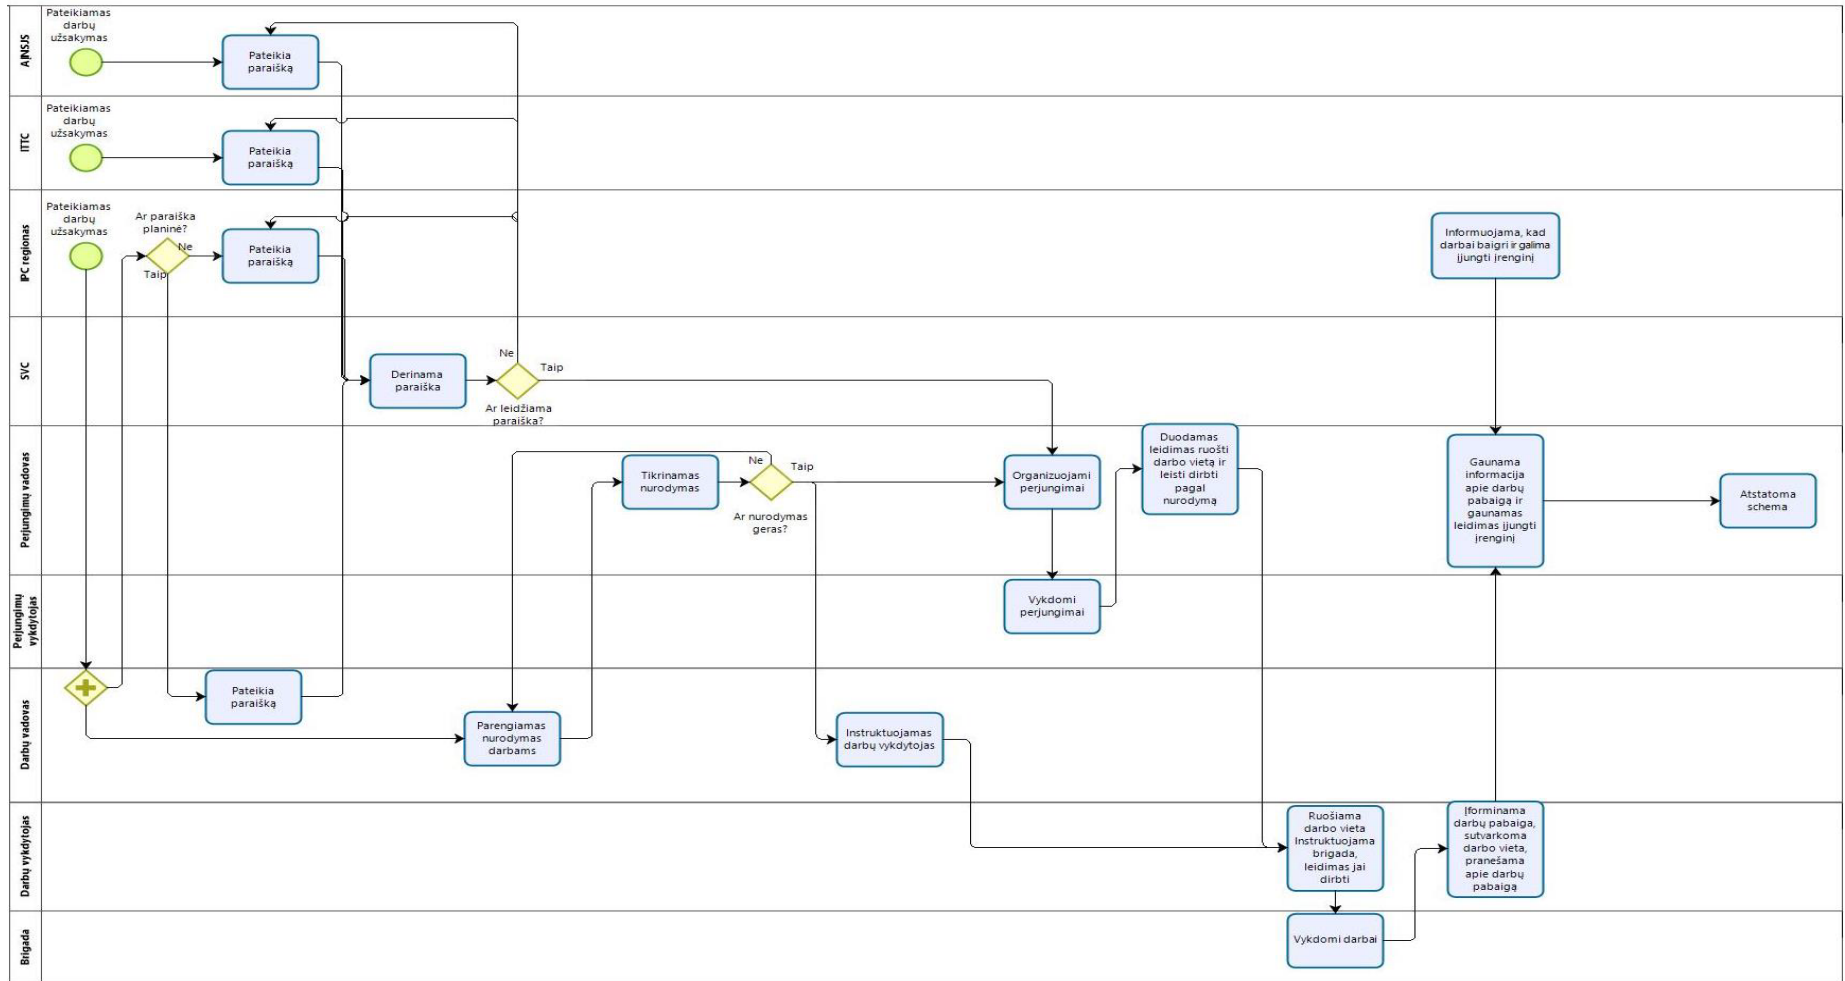 AĮNSJS
Pateikiamas
darbų
užsakymas
Pateikia
paraišką
ITTC
Pateikiamas
darbų
užsakymas
Pateikia
paraišką
IPC regionas
Pateikiamas
darbų
užsakymas
Ar paraiška
planinė?
Ne
Taip
Pateikia
paraišką
Informuojama, kad
darbai baigri ir galima
įjungti įrenginį
SVC
Derinama
paraiška
Ne
Taip
Ar leidžiama
paraiška?
Perjungimų vadovas
Tikrinamas
nurodymas
Ne
Taip
Ar nurodymas
geras?
Organizuojami
perjungimai
Duodamas
leidimas ruošti
darbo vietą ir
leisti dirbti
pagal
nurodymą
Gaunama
informacija
apie darbų
pabaigą ir
gaunamas
leidimas įjungti
įrenginį
Atstatoma
schema
Perjungimų
vykdytojas
Vykdomi
perjungimai
Darbų vadovas
Pateikia
paraišką
Parengiamas
nurodymas
darbams
Instruktuojamas
darbų vykdytojas
Darbų vykdytojas
Ruošiama
darbo vieta
Instruktuojama
brigada,
leidimas jai
dirbti
Įforminama
darbų pabaiga,
sutvarkoma
darbo vieta,
pranešama
apie darbų
pabaigą
Brigada
Vykdomi darbai